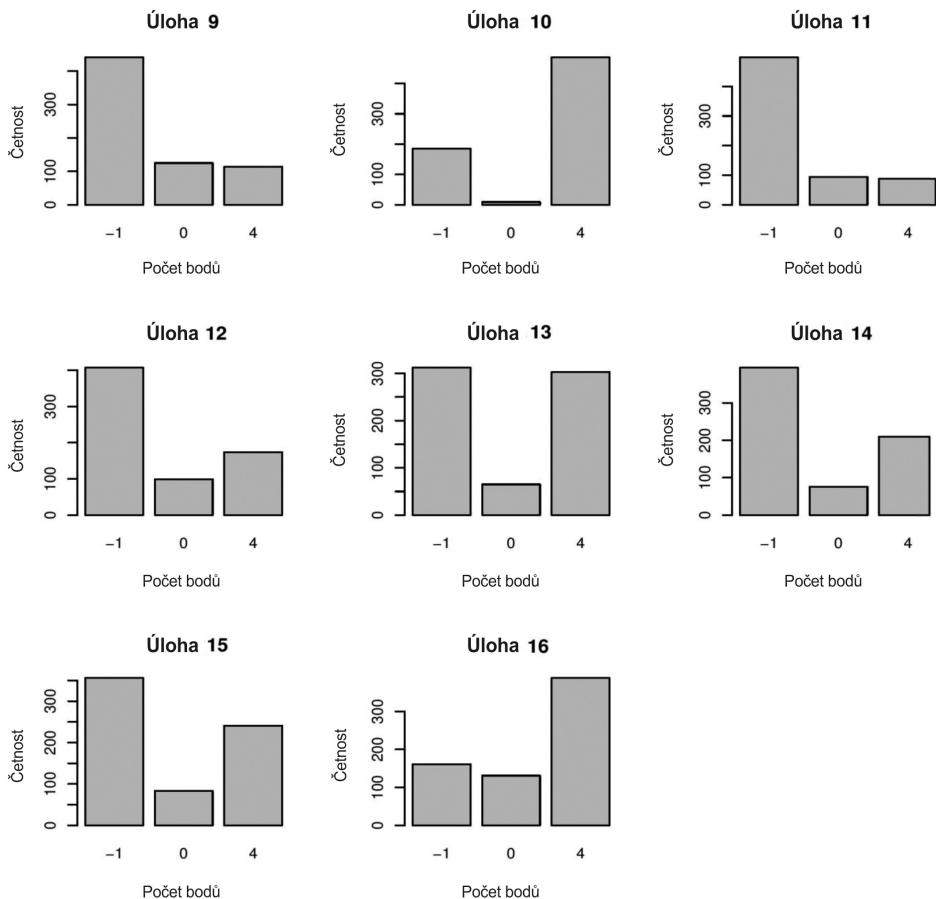 Úloha 9
Četnost
300
100
0
−1 0 4
Počet bodů
Úloha 10
Četnost
300
100
0
−1 0 4
Počet bodů
Úloha 11
Četnost
300
100
0
−1 0 4
Počet bodů
Úloha 12
Četnost
300
100
0
−1 0 4
Počet bodů
Úloha 13
Četnost
300
200
100
0
−1 0 4
Počet bodů
Úloha 14
Četnost
300
200
100
0
−1 0 4
Počet bodů
Úloha 15
Četnost
300
200
100
0
−1 0 4
Počet bodů
Úloha 16
Četnost
300
200
100
0
−1 0 4
Počet bodů